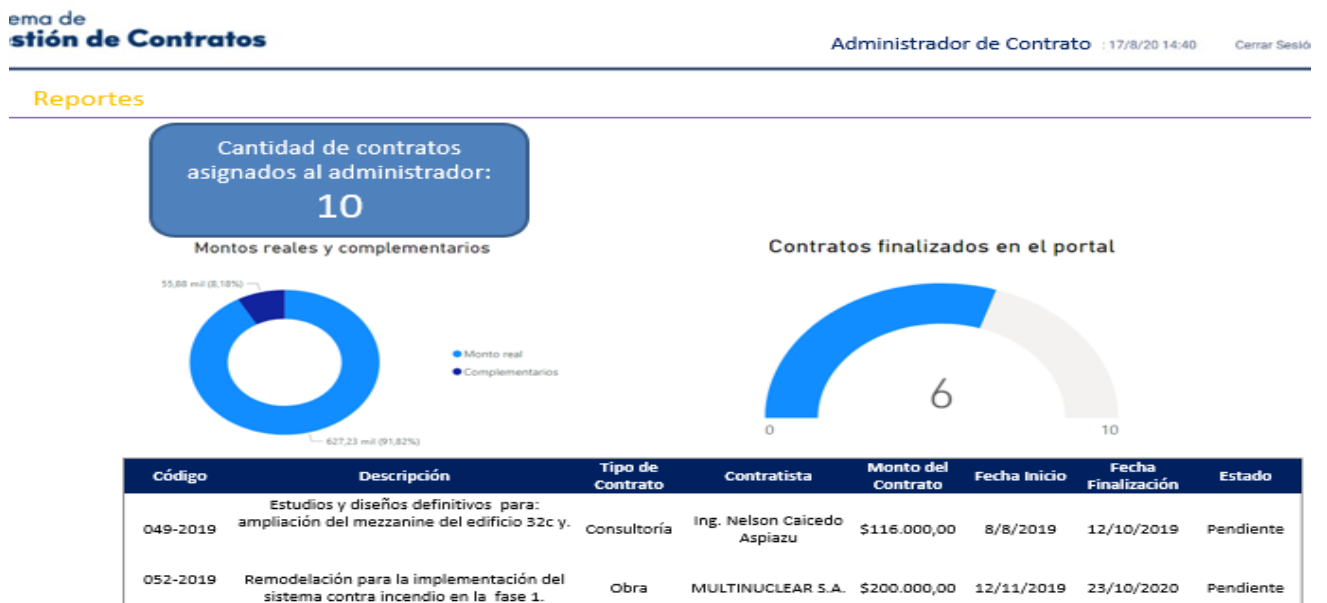 ema de
stión de Contratos
Administrador de Contrato : 17/8/20 14:40 Cerrar Sesió
Reportes
Cantidad de contratos
asignados al administrador:
10
Montos reales y complementarios
55,88 mil (8,18%)
Monto real
Complementarios
627,23 mil (91,82%)
Contratos finalizados en el portal
6
0
10
Código Descripción Tipo de Contrato Contratista Monto del Contrato Fecha Inicio Fecha Finalización Estado
049-2019 Estudios y diseños definitivos para: ampliación del mezzanine del edificio 32c y. Consultoría Ing. Nelson Caicedo Aspiazu $116.000,00 8/8/2019 12/10/2019 Pendiente
052-2019 Remodelación para la implementación del sistema contra incendio en la fase 1. Obra MULTINUCLEAR S.A. $200.000,00 12/11/2019 23/10/2020 Pendiente